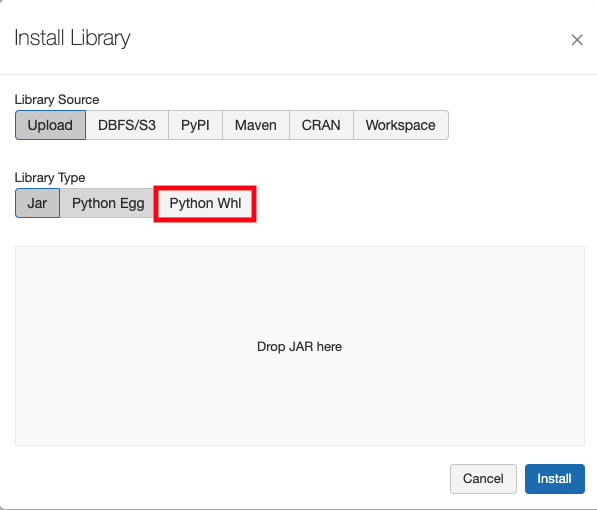 Install Library
Library Source
Upload DBFS/S3 PyPI Maven CRAN Workspace
Library Type
Jar Python Egg Python Whl
Drop JAR here
Cancel Install